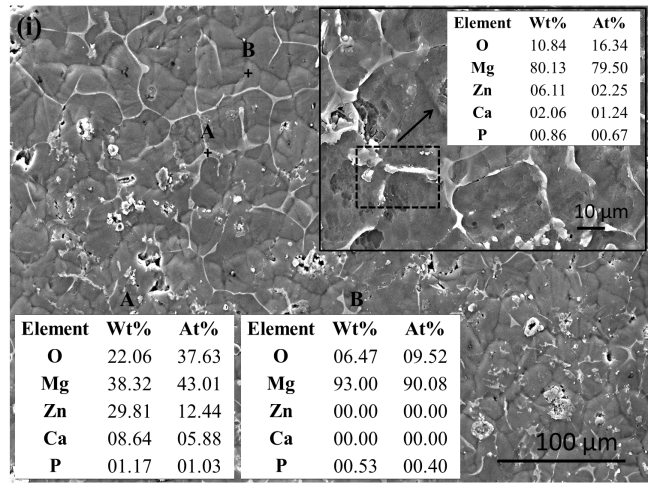 (i)
B
+
A
+
Element Wt% At%
O 10.84 16.34
Mg 80.13 79.50
Zn 06.11 02.25
Ca 02.06 01.24
P 00.86 00.67
10 μm
A
Element Wt% At%
O 22.06 37.63
Mg 38.32 43.01
Zn 29.81 12.44
Ca 08.64 05.88
P 01.17 01.03
B
Element Wt% At%
O 06.47 09.52
Mg 93.00 90.08
Zn 00.00 00.00
Ca 00.00 00.00
P 00.53 00.40
100 μm